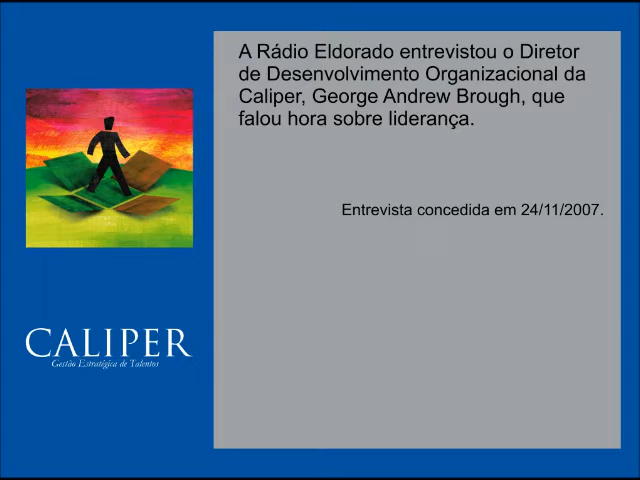 A Rádio Eldorado entrevistou o Diretor
de Desenvolvimento Organizacional da
Caliper, George Andrew Brough, que
falou hora sobre liderança.
Entrevista concedida em 24/11/2007.
CALIPER
Gestão Estratégica de Talentos